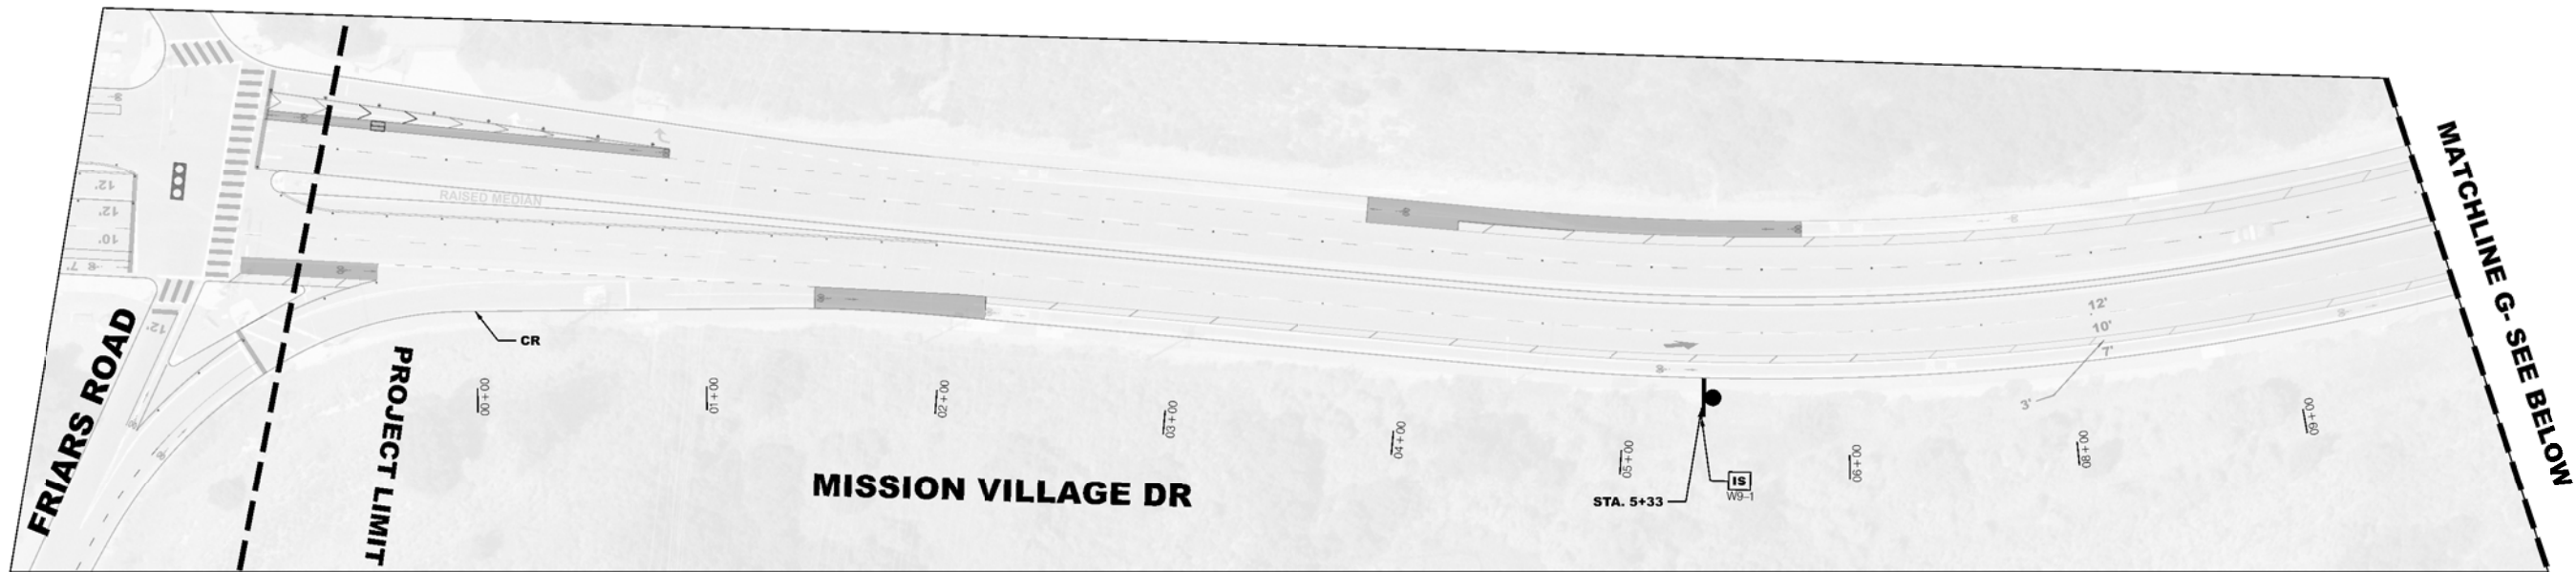 12'
12'
10'
7'
12'
FRIARS ROAD
PROJECT LIMIT
RAISED MEDIAN
CR
00+00
01+00
02+00
03+00
04+00
05+00
06+00
08+00
09+00
MISSION VILLAGE DR
STA. 5+33
IS
W9-1
12'
10'
7'
3'
MATCHLINE G- SEE BELOW